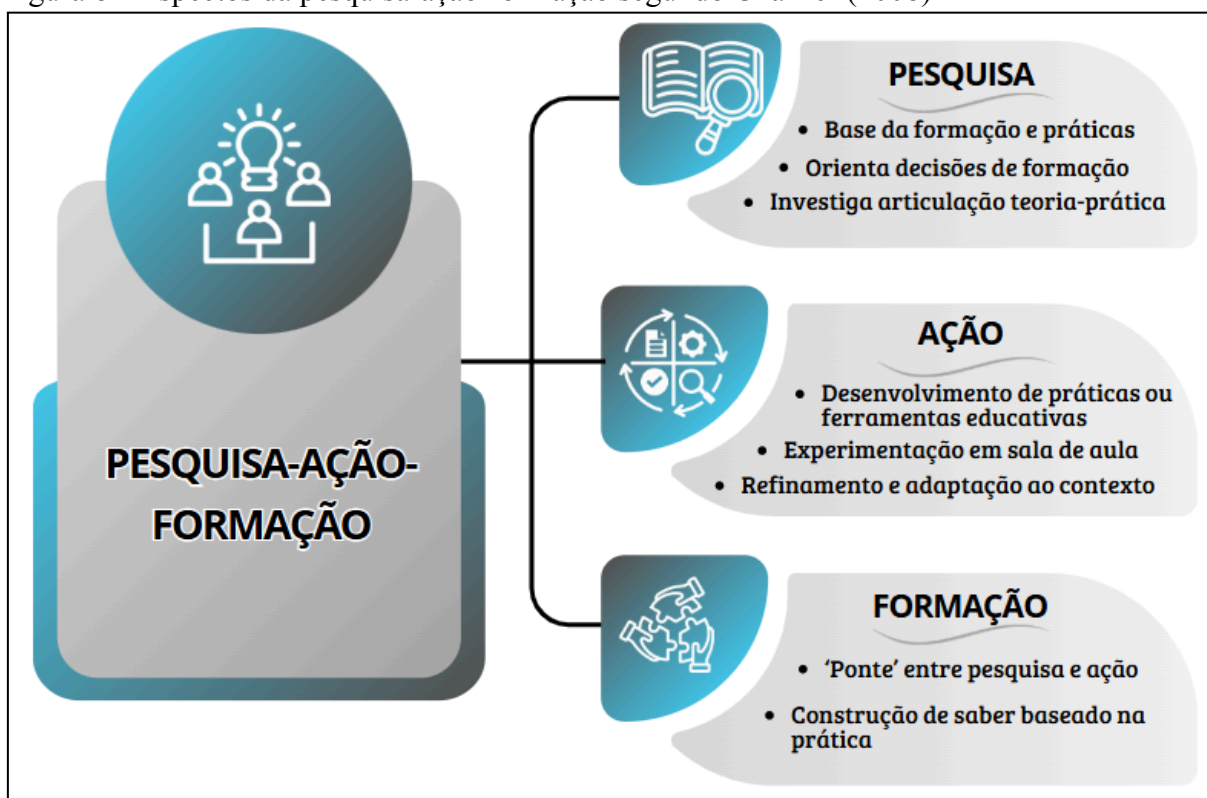 PESQUISA-AÇÃO-
FORMAÇÃO
PESQUISA
• Base da formação e práticas
• Orienta decisões de formação
• Investiga articulação teoria-prática
AÇÃO
• Desenvolvimento de práticas ou
ferramentas educativas
• Experimentação em sala de aula
• Refinamento e adaptação ao contexto
FORMAÇÃO
• ‘Ponte’ entre pesquisa e ação
• Construção de saber baseado na
prática